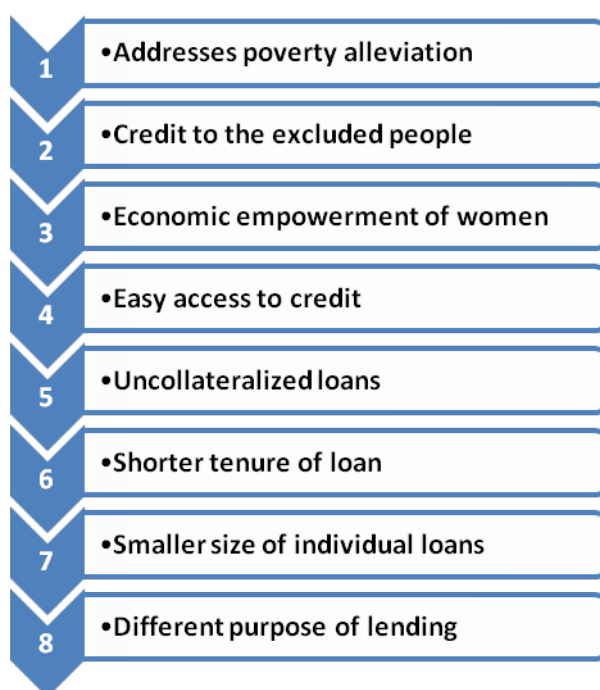 1
•Addresses poverty alleviation
2
•Credit to the excluded people
3
•Economic empowerment of women
4
•Easy access to credit
5
•Uncollateralized loans
6
•Shorter tenure of loan
7
•Smaller size of individual loans
8
•Different purpose of lending